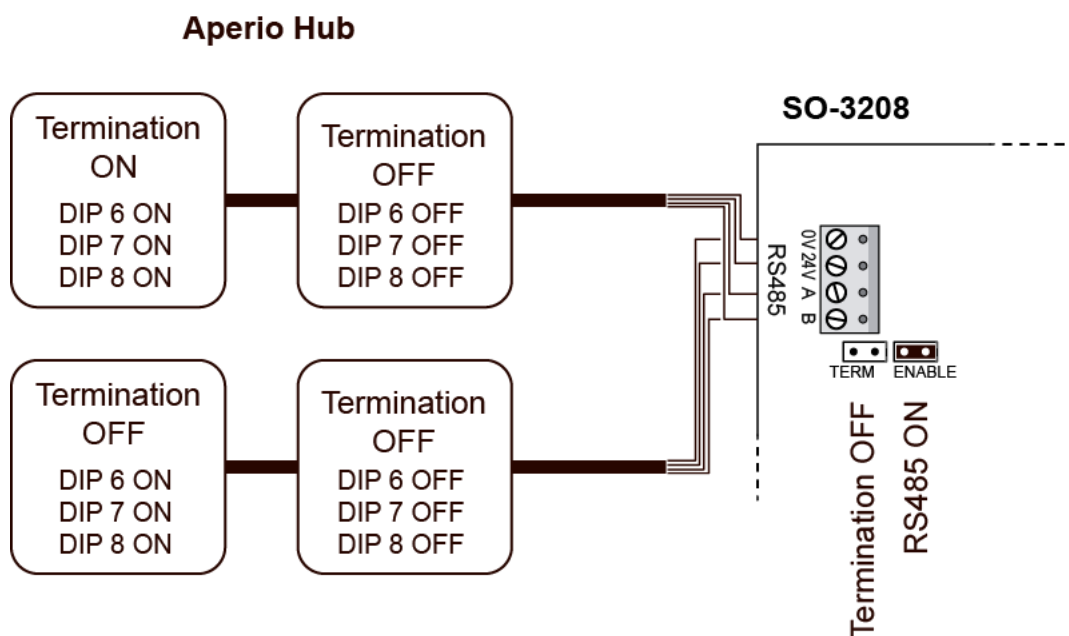 Aperio Hub
SO-3208
Termination
ON
DIP 6 ON
DIP 7 ON
DIP 8 ON
Termination
OFF
DIP 6 OFF
DIP 7 OFF
DIP 8 OFF
RS485
0V
24V
A
B
TERM
ENABLE
Termination OFF
RS485 ON
Termination
OFF
DIP 6 ON
DIP 7 ON
DIP 8 ON
Termination
OFF
DIP 6 OFF
DIP 7 OFF
DIP 8 OFF